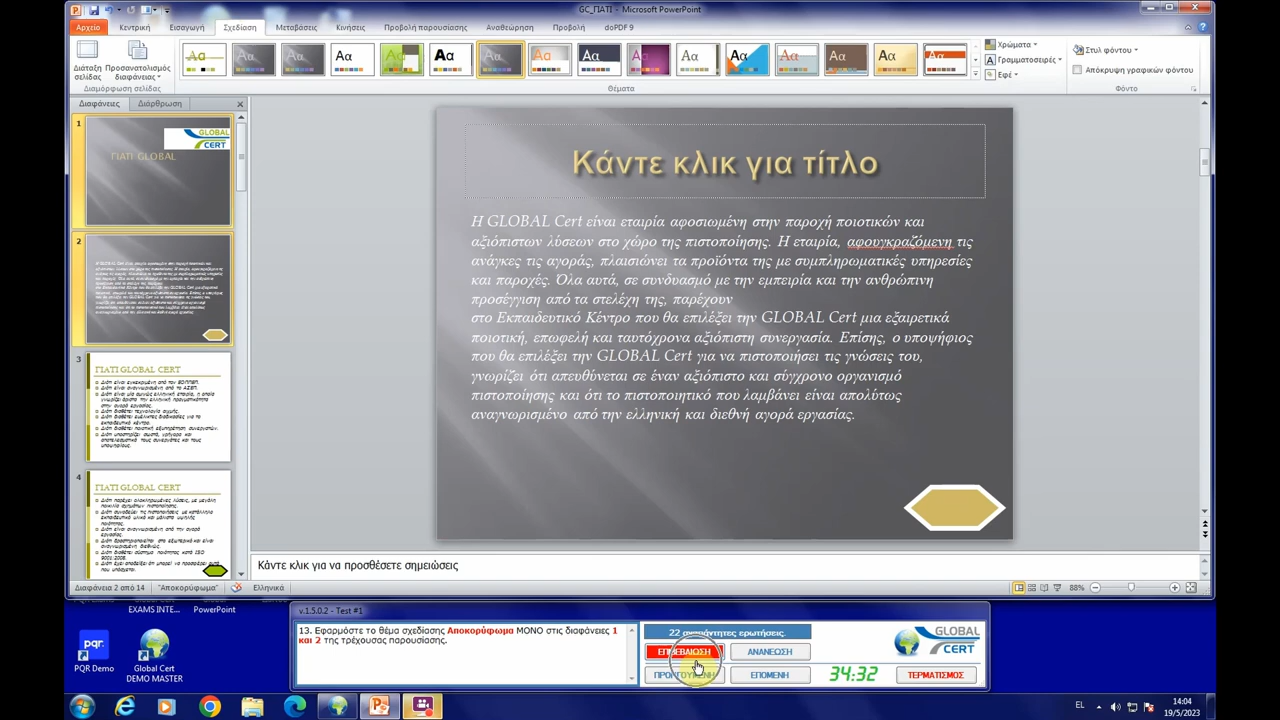 GC_ΓΙΑΤΙ - Microsoft PowerPoint
Αρχείο Κεντρική Εισαγωγή Σχεδίαση Μεταβάσεις Κινήσεις Προβολή παρουσίασης Αναθεώρηση Προβολή doPDF 9
Διάταξη σελίδας
Προσανατολισμός διαφάνειας
Χρώματα
Γραμματοσειρές
Εφέ
Στυλ φόντου
Απόκρυψη γραφικών φόντου
Διαμόρφωση σελίδας Θέματα Φόντο
Διαφάνειες Διάρθρωση
1
GLOBAL
CERT
ΓΙΑΤΙ GLOBAL
2
3
ΓΙΑΤΙ GLOBAL CERT
4
ΓΙΑΤΙ GLOBAL CERT
Κάντε κλικ για τίτλο
Η GLOBAL Cert είναι εταιρία αφοσιωμένη στην παροχή ποιοτικών και
αξιόπιστων λύσεων στο χώρο της πιστοποίησης. Η εταιρία, αφουγκραζόμενη τις
ανάγκες τις αγοράς, πλαισιώνει τα προϊόντα της με συμπληρωματικές υπηρεσίες
και παροχές. Όλα αυτά, σε συνδυασμό με την εμπειρία και την ανθρώπινη
προσέγγιση από τα στελέχη της, παρέχουν
στο Εκπαιδευτικό Κέντρο που θα επιλέξει την GLOBAL Cert μια εξαιρετικά
ποιοτική, επωφελή και ταυτόχρονα αξιόπιστη συνεργασία. Επίσης, ο υποψήφιος
που θα επιλέξει την GLOBAL Cert για να πιστοποιήσει τις γνώσεις του,
γνωρίζει ότι απευθύνεται σε έναν αξιόπιστο και σύγχρονο οργανισμό
πιστοποίησης και ότι το πιστοποιητικό που λαμβάνει είναι απολύτως
αναγνωρισμένο από την ελληνική και διεθνή αγορά εργασίας.
Κάντε κλικ για να προσθέσετε σημειώσεις
Διαφάνεια 2 από 14 "Αποκορύφωμα" Ελληνικά 88%
EXAMS INTE...
PowerPoint
pqr.
PQR Demo
Global Cert
DEMO MASTER
v.1.5.0.2 - Test #1
13. Εφαρμόστε το θέμα σχεδίασης Αποκορύφωμα ΜΟΝΟ στις διαφάνειες 1
και 2 της τρέχουσας παρουσίασης.
22 αναπάντητες ερωτήσεις.
ΕΠΙΒΕΒΑΙΩΣΗ ΑΝΑΝΕΩΣΗ
ΠΡΟΗΓΟΥΜΕΝΗ ΕΠΟΜΕΝΗ
34:32
GLOBAL
CERT
ΤΕΡΜΑΤΙΣΜΟΣ
EL
14:04
19/5/2023